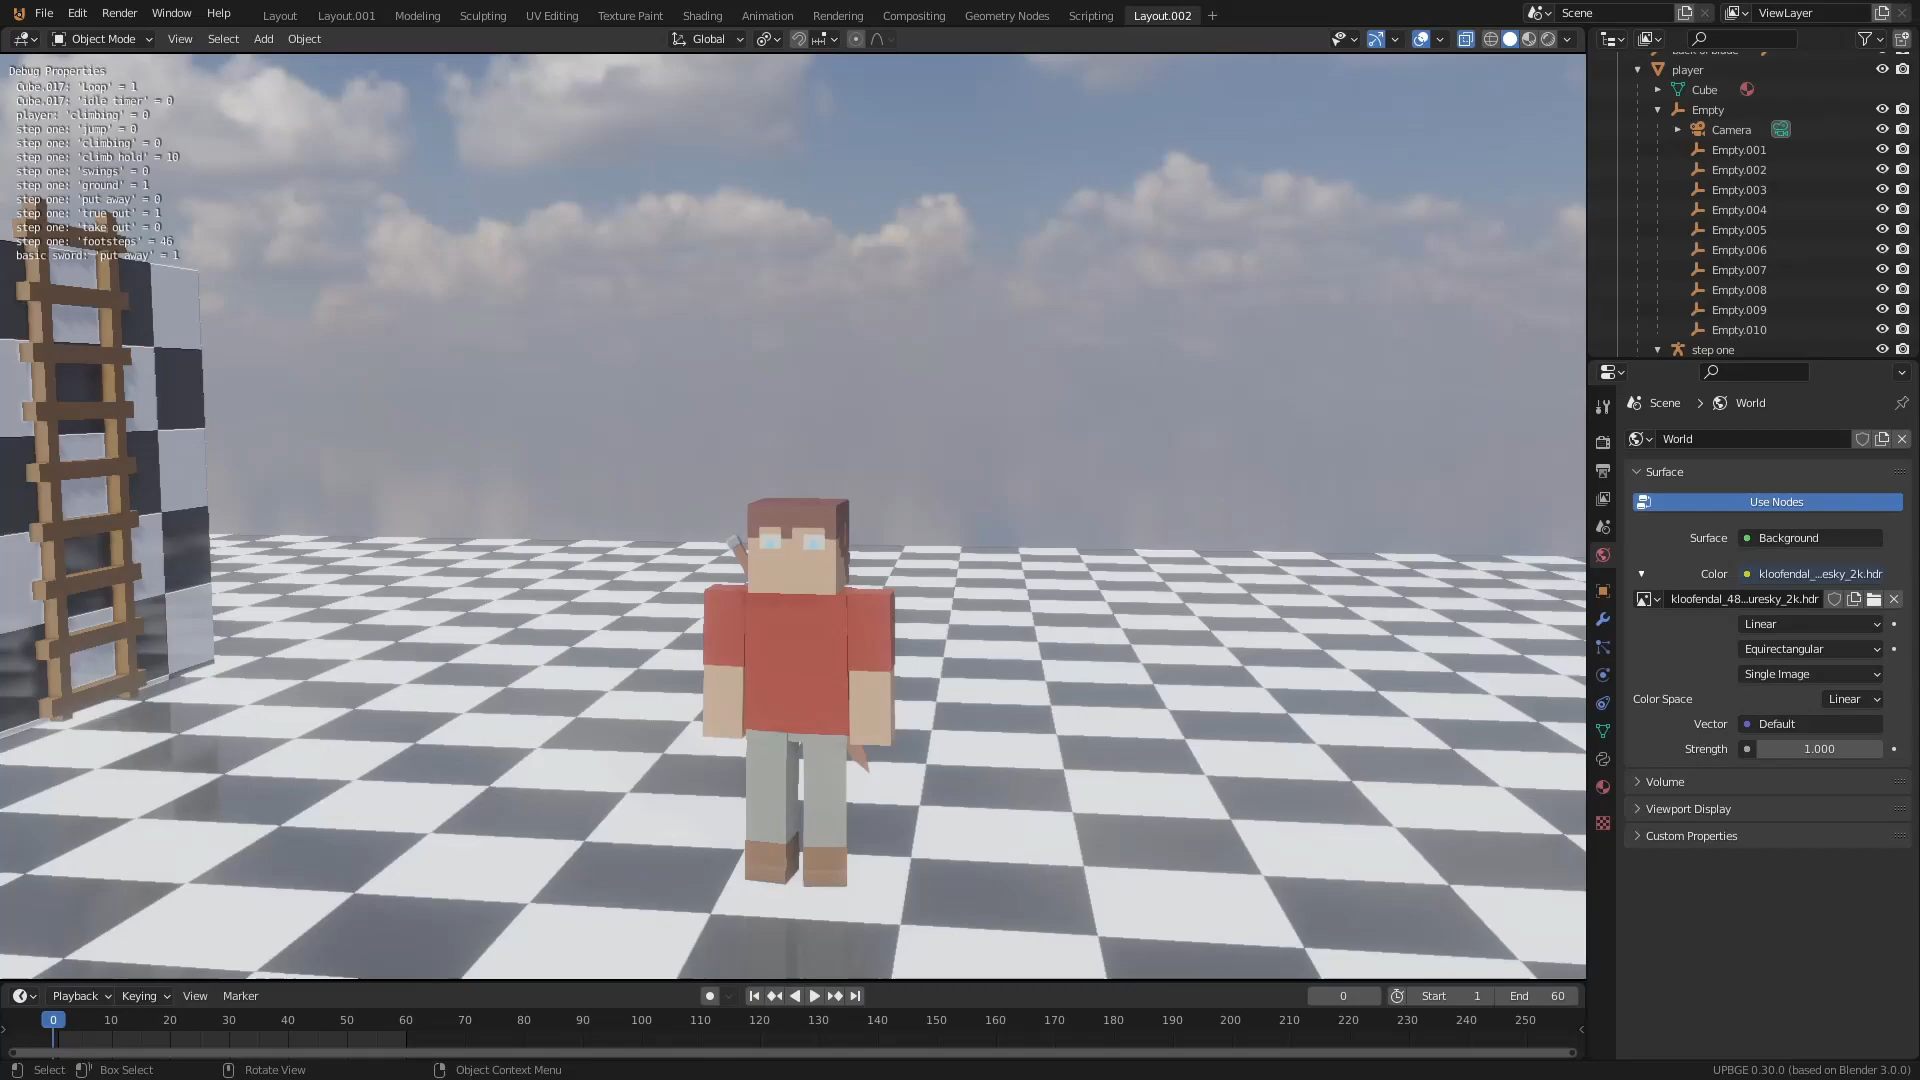 File Edit Render Window Help Layout Layout.001 Modeling Sculpting UV Editing Texture Paint Shading Animation Rendering Compositing Geometry Nodes Scripting Layout.002 Scene ViewLayer
Object Mode View Select Add Object Global
Debug Properties
Cube.017: 'Loop' = 1
Cube.017: 'idle timer' = 0
player: 'climbing' = 0
step one: 'jump' = 0
step one: 'climbing' = 0
step one: 'climb hold' = 10
step one: 'swings' = 0
step one: 'ground' = 1
step one: 'put away' = 0
step one: 'true out' = 1
step one: 'take out' = 0
step one: 'footsteps' = 46
basic sword: 'put away' = 1
player
Cube
Empty
Camera
Empty.001
Empty.002
Empty.003
Empty.004
Empty.005
Empty.006
Empty.007
Empty.008
Empty.009
Empty.010
step one
Scene > World
World
Surface
Use Nodes
Surface Background
Color kloofendal_...esky_2k.hdr
kloofendal_48...uresky_2k.hdr
Linear
Equirectangular
Single Image
Color Space Linear
Vector Default
Strength 1.000
Volume
Viewport Display
Custom Properties
Playback Keying View Marker 0 Start 1 End 60
0 10 20 30 40 50 60 70 80 90 100 110 120 130 140 150 160 170 180 190 200 210 220 230 240 250
Select Box Select Rotate View Object Context Menu UPBGE 0.30.0 (based on Blender 3.0.0)